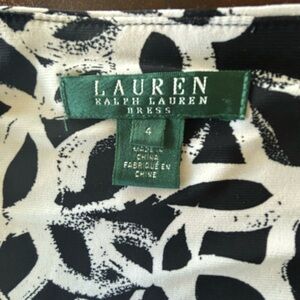 LAUREN
RALPH LAUREN
DRESS
4
MADE IN
CHINA
FABRIQUÉ EN
CHINE